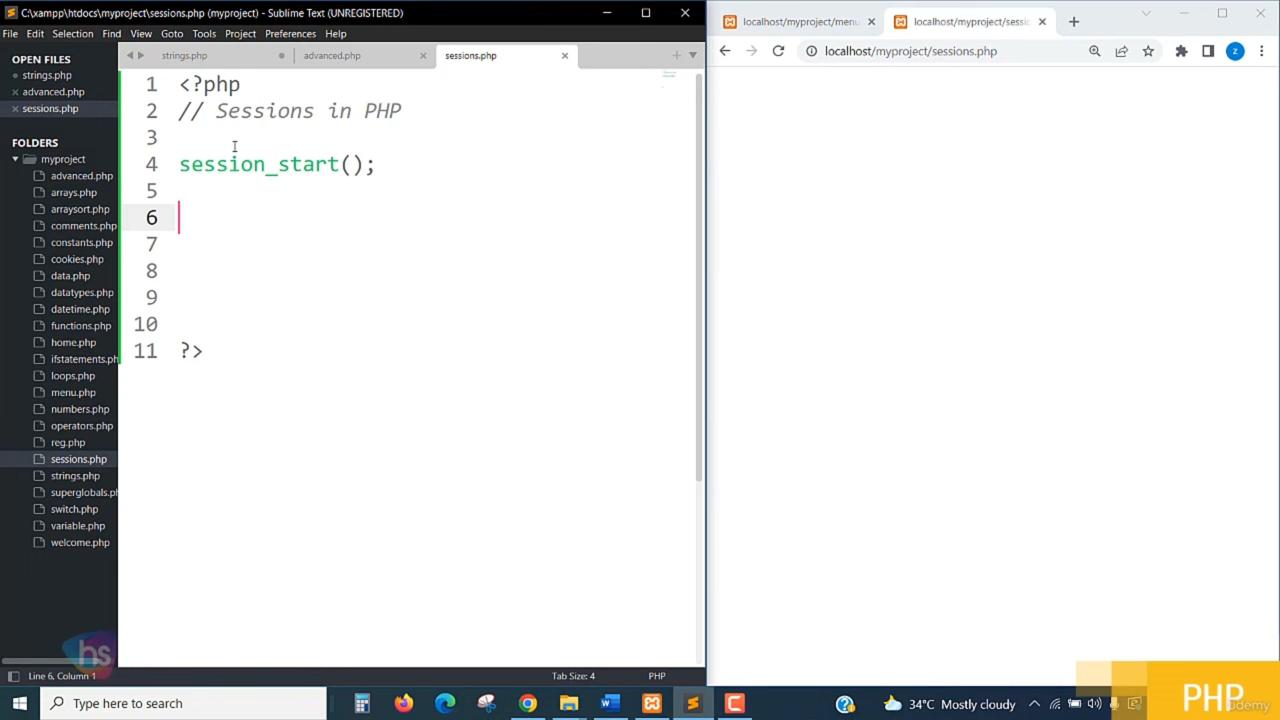 C:\xampp\htdocs\myproject\sessions.php (myproject) - Sublime Text (UNREGISTERED)
File Edit Selection Find View Goto Tools Project Preferences Help
OPEN FILES
strings.php
advanced.php
sessions.php
FOLDERS
myproject
advanced.php
arrays.php
arraysort.php
comments.php
constants.php
cookies.php
data.php
datatypes.php
datetime.php
functions.php
home.php
ifstatements.ph
loops.php
menu.php
numbers.php
operators.php
reg.php
sessions.php
strings.php
superglobals.p
switch.php
variable.php
welcome.php
strings.php advanced.php sessions.php
1 <?php
2 // Sessions in PHP
3
4 session_start();
5
6
7
8
9
10
11 ?>
hs
Line 6, Column 1 Tab Size: 4 PHP
localhost/myproject/menu localhost/myproject/sessi
localhost/myproject/sessions.php
z
Type here to search
34°C Mostly cloudy
PHP
Udemy